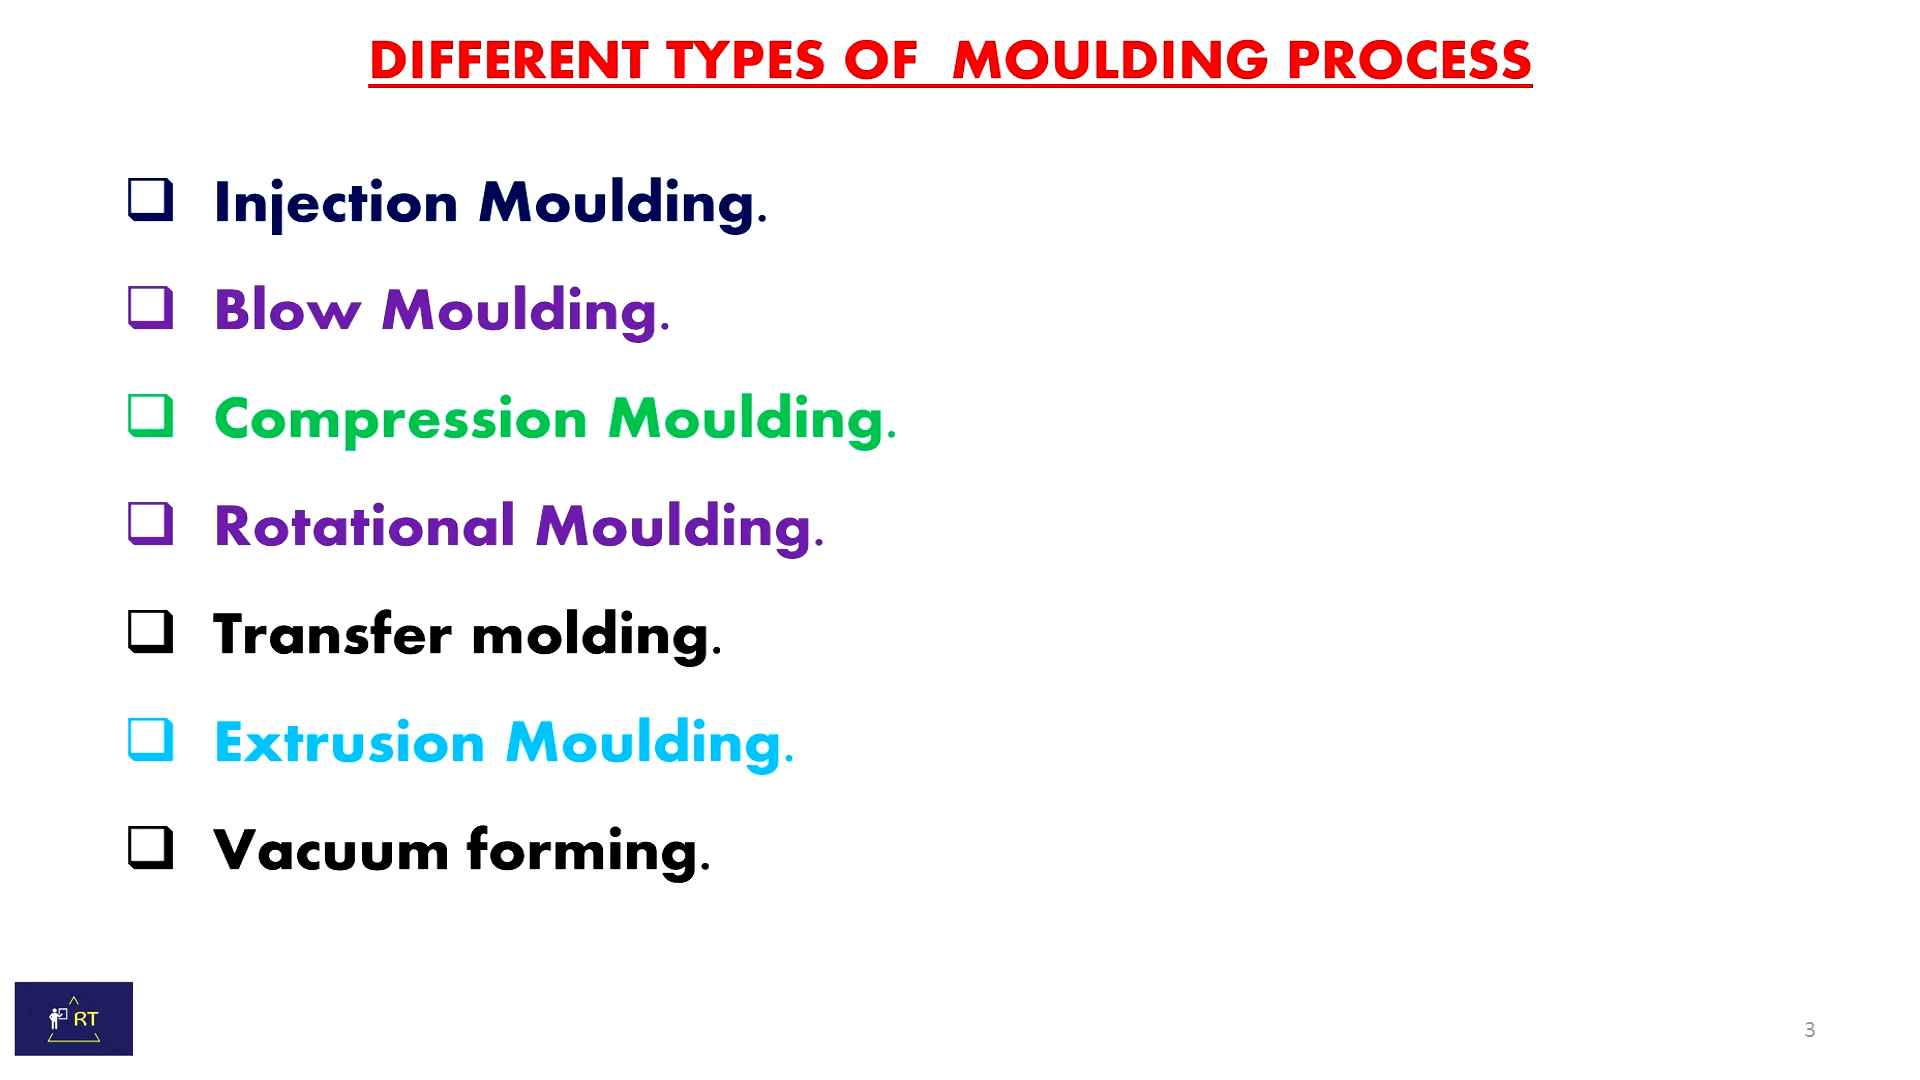 DIFFERENT TYPES OF  MOULDING PROCESS
Injection Moulding.
Blow Moulding.
Compression Moulding.
Rotational Moulding.
Transfer molding.
Extrusion Moulding.
Vacuum forming.
RT
3